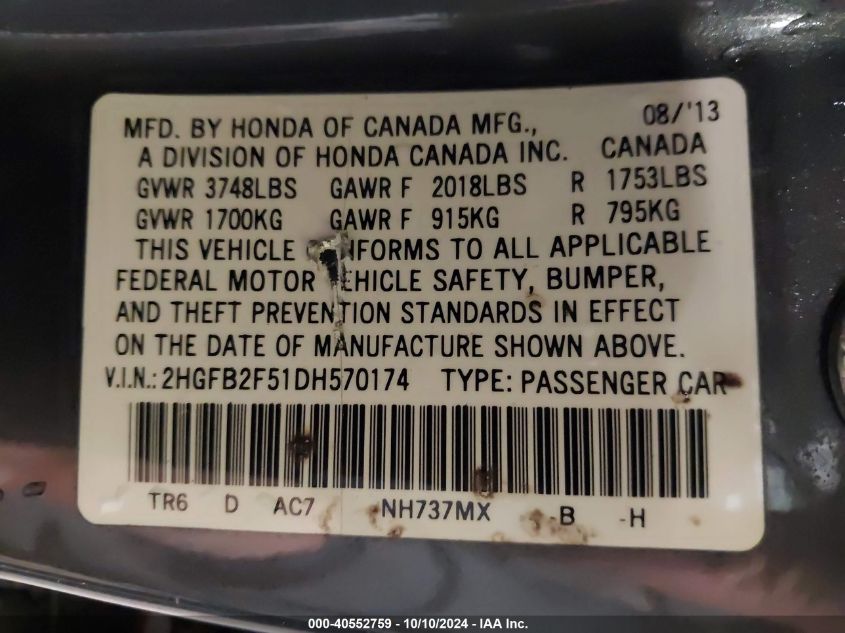 08/'13
MFD. BY HONDA OF CANADA MFG.,
A DIVISION OF HONDA CANADA INC. CANADA
GVWR 3748LBS GAWR F 2018LBS R 1753LBS
GVWR 1700KG GAWR F 915KG R 795KG
THIS VEHICLE C NFORMS TO ALL APPLICABLE
FEDERAL MOTOR EHICLE SAFETY, BUMPER,
AND THEFT PREVENTION STANDARDS IN EFFECT
ON THE DATE OF MANUFACTURE SHOWN ABOVE.
V.I.N.: 2HGFB2F51DH570174 TYPE: PASSENGER CAR
TR6 D AC7 NH737MX -B -H
000-40552759 / 10/10/2024 - IAA Inc.